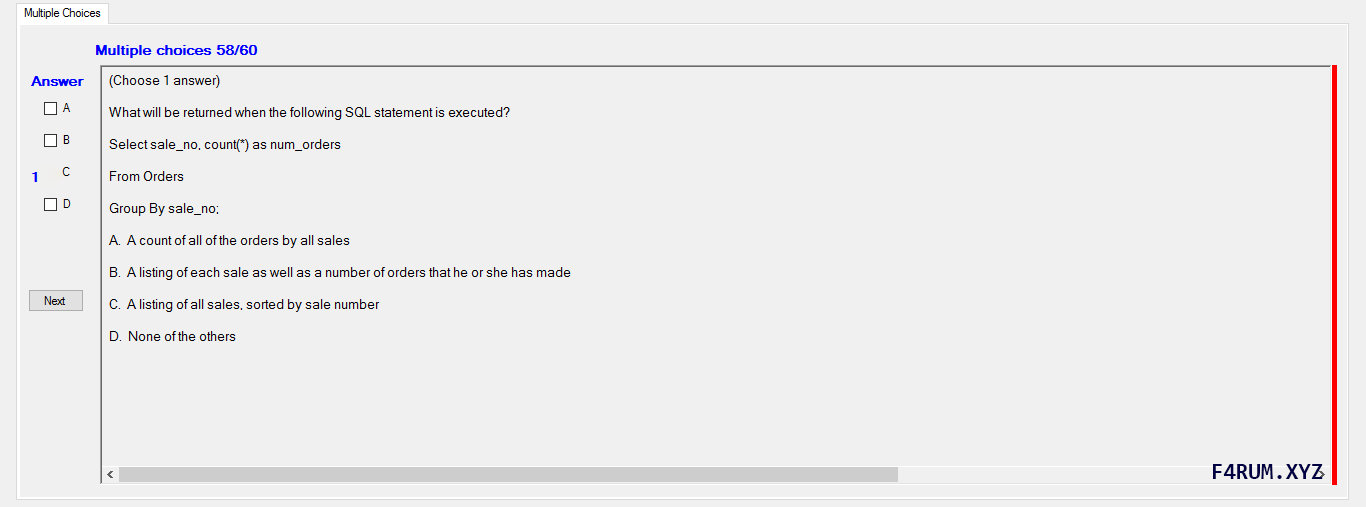 Multiple Choices
Multiple choices 58/60
Answer
A
B
1 C
D
Next
(Choose 1 answer)
What will be returned when the following SQL statement is executed?
Select sale_no, count(*) as num_orders
From Orders
Group By sale_no;
A. A count of all of the orders by all sales
B. A listing of each sale as well as a number of orders that he or she has made
C. A listing of all sales, sorted by sale number
D. None of the others
F4RUM.XYZ